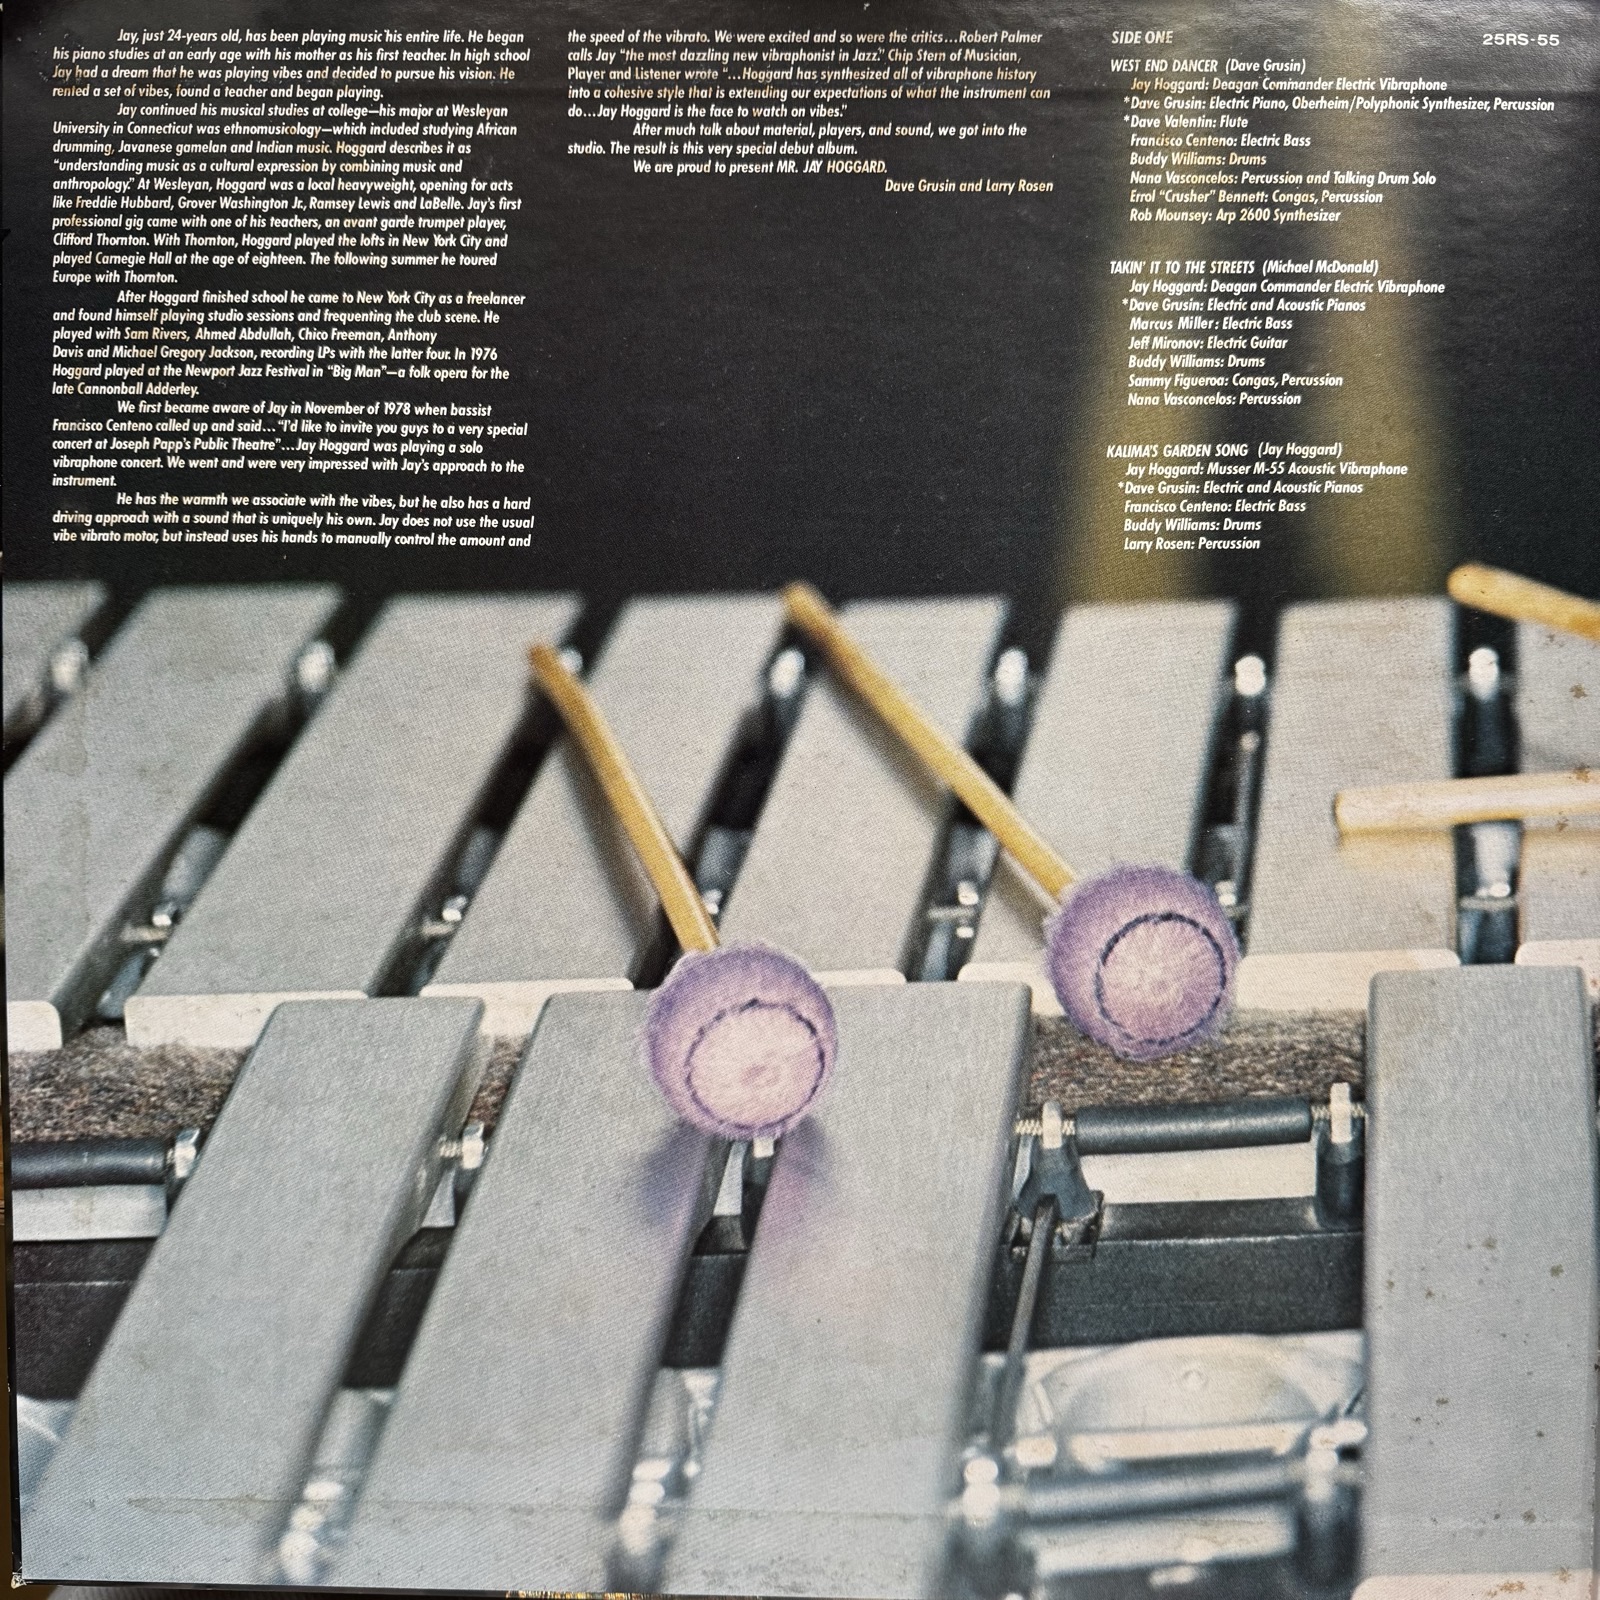 Jay, just 24-years old, has been playing music his entire life. He began
his piano studies at an early age with his mother as his first teacher. In high school
Jay had a dream that he was playing vibes and decided to pursue his vision. He
rented a set of vibes, found a teacher and began playing.
Jay continued his musical studies at college—his major at Wesleyan
University in Connecticut was ethnomusicology—which included studying African
drumming, Javanese gamelan and Indian music. Hoggard describes it as
"understanding music as a cultural expression by combining music and
anthropology." At Wesleyan, Hoggard was a local heavyweight, opening for acts
like Freddie Hubbard, Grover Washington Jr., Ramsey Lewis and LaBelle. Jay's first
professional gig came with one of his teachers, an avant garde trumpet player,
Clifford Thornton. With Thornton, Hoggard played the lofts in New York City and
played Carnegie Hall at the age of eighteen. The following summer he toured
Europe with Thornton.
After Hoggard finished school he came to New York City as a freelancer
and found himself playing studio sessions and frequenting the club scene. He
played with Sam Rivers, Ahmed Abdullah, Chico Freeman, Anthony
Davis and Michael Gregory Jackson, recording LPs with the latter four. In 1976
Hoggard played at the Newport Jazz Festival in "Big Man"—a folk opera for the
late Cannonball Adderley.
We first became aware of Jay in November of 1978 when bassist
Francisco Centeno called up and said..."I'd like to invite you guys to a very special
concert at Joseph Papp's Public Theatre"...Jay Hoggard was playing a solo
vibraphone concert. We went and were very impressed with Jay's approach to the
instrument.
He has the warmth we associate with the vibes, but he also has a hard
driving approach with a sound that is uniquely his own. Jay does not use the usual
vibe vibrato motor, but instead uses his hands to manually control the amount and
the speed of the vibrato. We were excited and so were the critics...Robert Palmer
calls Jay "the most dazzling new vibraphonist in Jazz." Chip Stern of Musician,
Player and Listener wrote "...Hoggard has synthesized all of vibraphone history
into a cohesive style that is extending our expectations of what the instrument can
do...Jay Hoggard is the face to watch on vibes."
After much talk about material, players, and sound, we got into the
studio. The result is this very special debut album.
We are proud to present MR. JAY HOGGARD.
Dave Grusin and Larry Rosen
SIDE ONE
25RS-55
WEST END DANCER (Dave Grusin)
Jay Hoggard: Deagan Commander Electric Vibraphone
*Dave Grusin: Electric Piano, Oberheim/Polyphonic Synthesizer, Percussion
*Dave Valentin: Flute
Francisco Centeno: Electric Bass
Buddy Williams: Drums
Nana Vasconcelos: Percussion and Talking Drum Solo
Errol "Crusher" Bennett: Congas, Percussion
Rob Mounsey: Arp 2600 Synthesizer
TAKIN' IT TO THE STREETS (Michael McDonald)
Jay Hoggard: Deagan Commander Electric Vibraphone
*Dave Grusin: Electric and Acoustic Pianos
Marcus Miller: Electric Bass
Jeff Mironov: Electric Guitar
Buddy Williams: Drums
Sammy Figueroa: Congas, Percussion
Nana Vasconcelos: Percussion
KALIMA'S GARDEN SONG (Jay Hoggard)
Jay Hoggard: Musser M-55 Acoustic Vibraphone
*Dave Grusin: Electric and Acoustic Pianos
Francisco Centeno: Electric Bass
Buddy Williams: Drums
Larry Rosen: Percussion